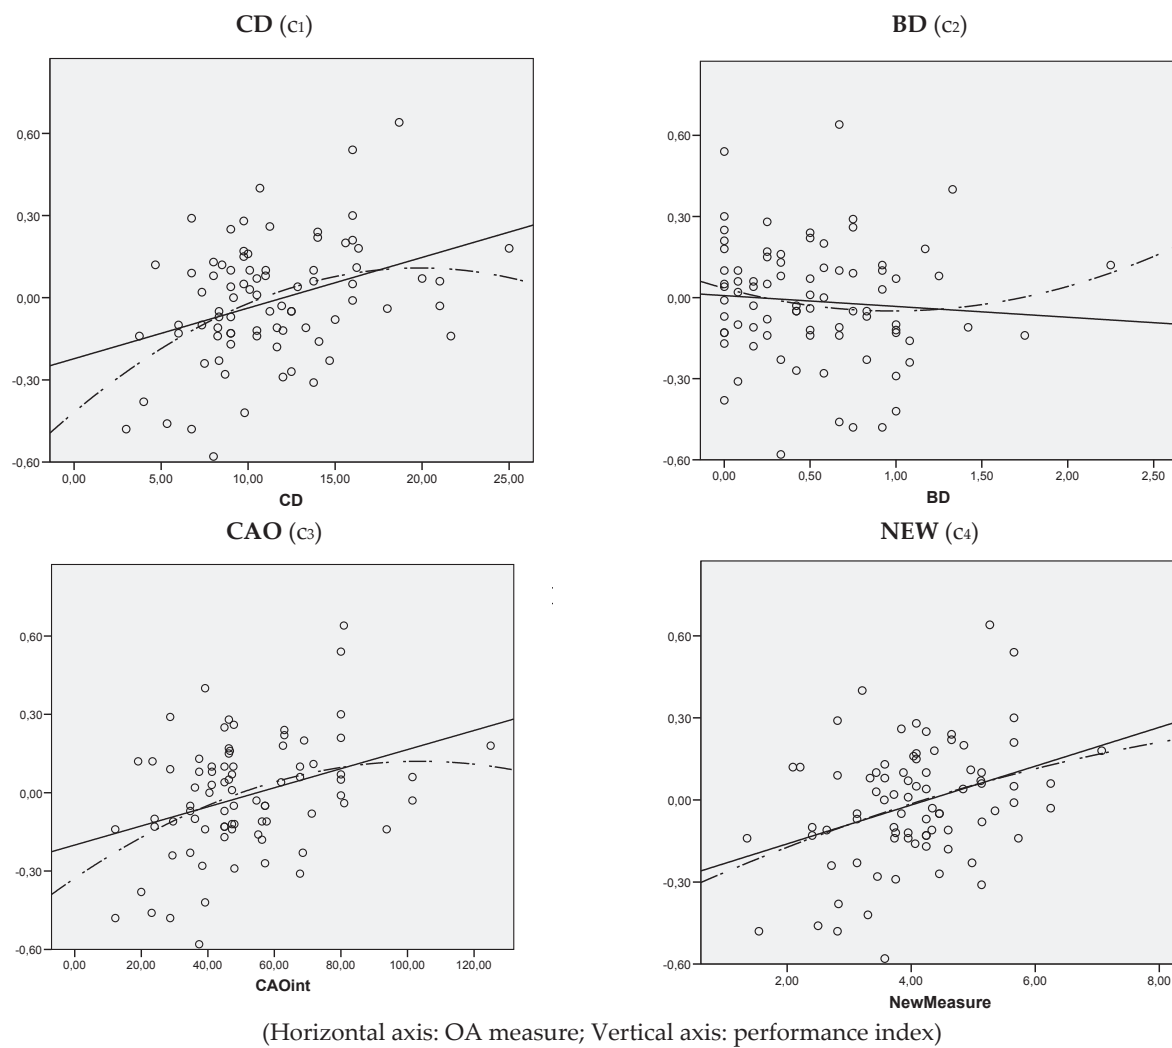 CD (c1)
0,60
0,30
0,00
-0,30
-0,60
0,00 5,00 10,00 15,00 20,00 25,00
CD
BD (c2)
0,60
0,30
0,00
-0,30
-0,60
0,00 0,50 1,00 1,50 2,00 2,50
BD
CAO (c3)
0,60
0,30
0,00
-0,30
-0,60
0,00 20,00 40,00 60,00 80,00 100,00 120,00
CAOint
NEW (c4)
0,60
0,30
0,00
-0,30
-0,60
2,00 4,00 6,00 8,00
NewMeasure
(Horizontal axis: OA measure; Vertical axis: performance index)